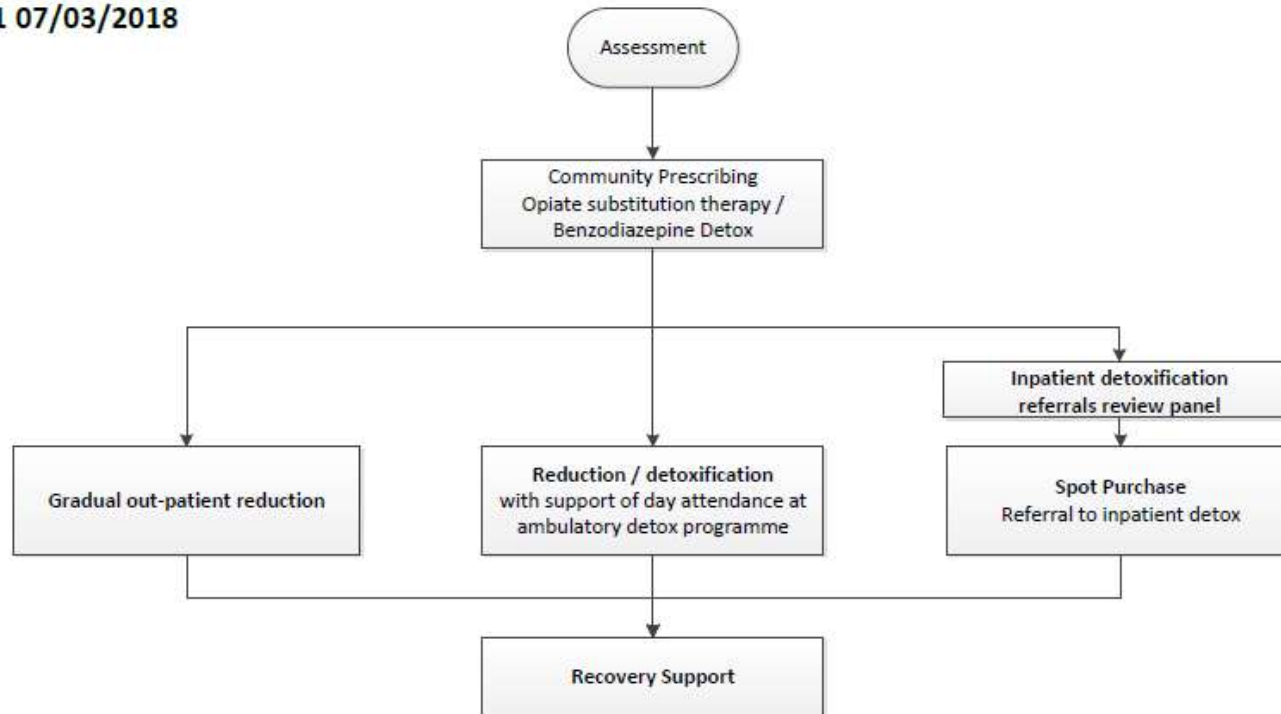 07/03/2018
Assessment
Community Prescribing
Opiate substitution therapy /
Benzodiazepine Detox
Inpatient detoxification
referrals review panel
Gradual out-patient reduction
Reduction / detoxification
with support of day attendance at
ambulatory detox programme
Spot Purchase
Referral to inpatient detox
Recovery Support